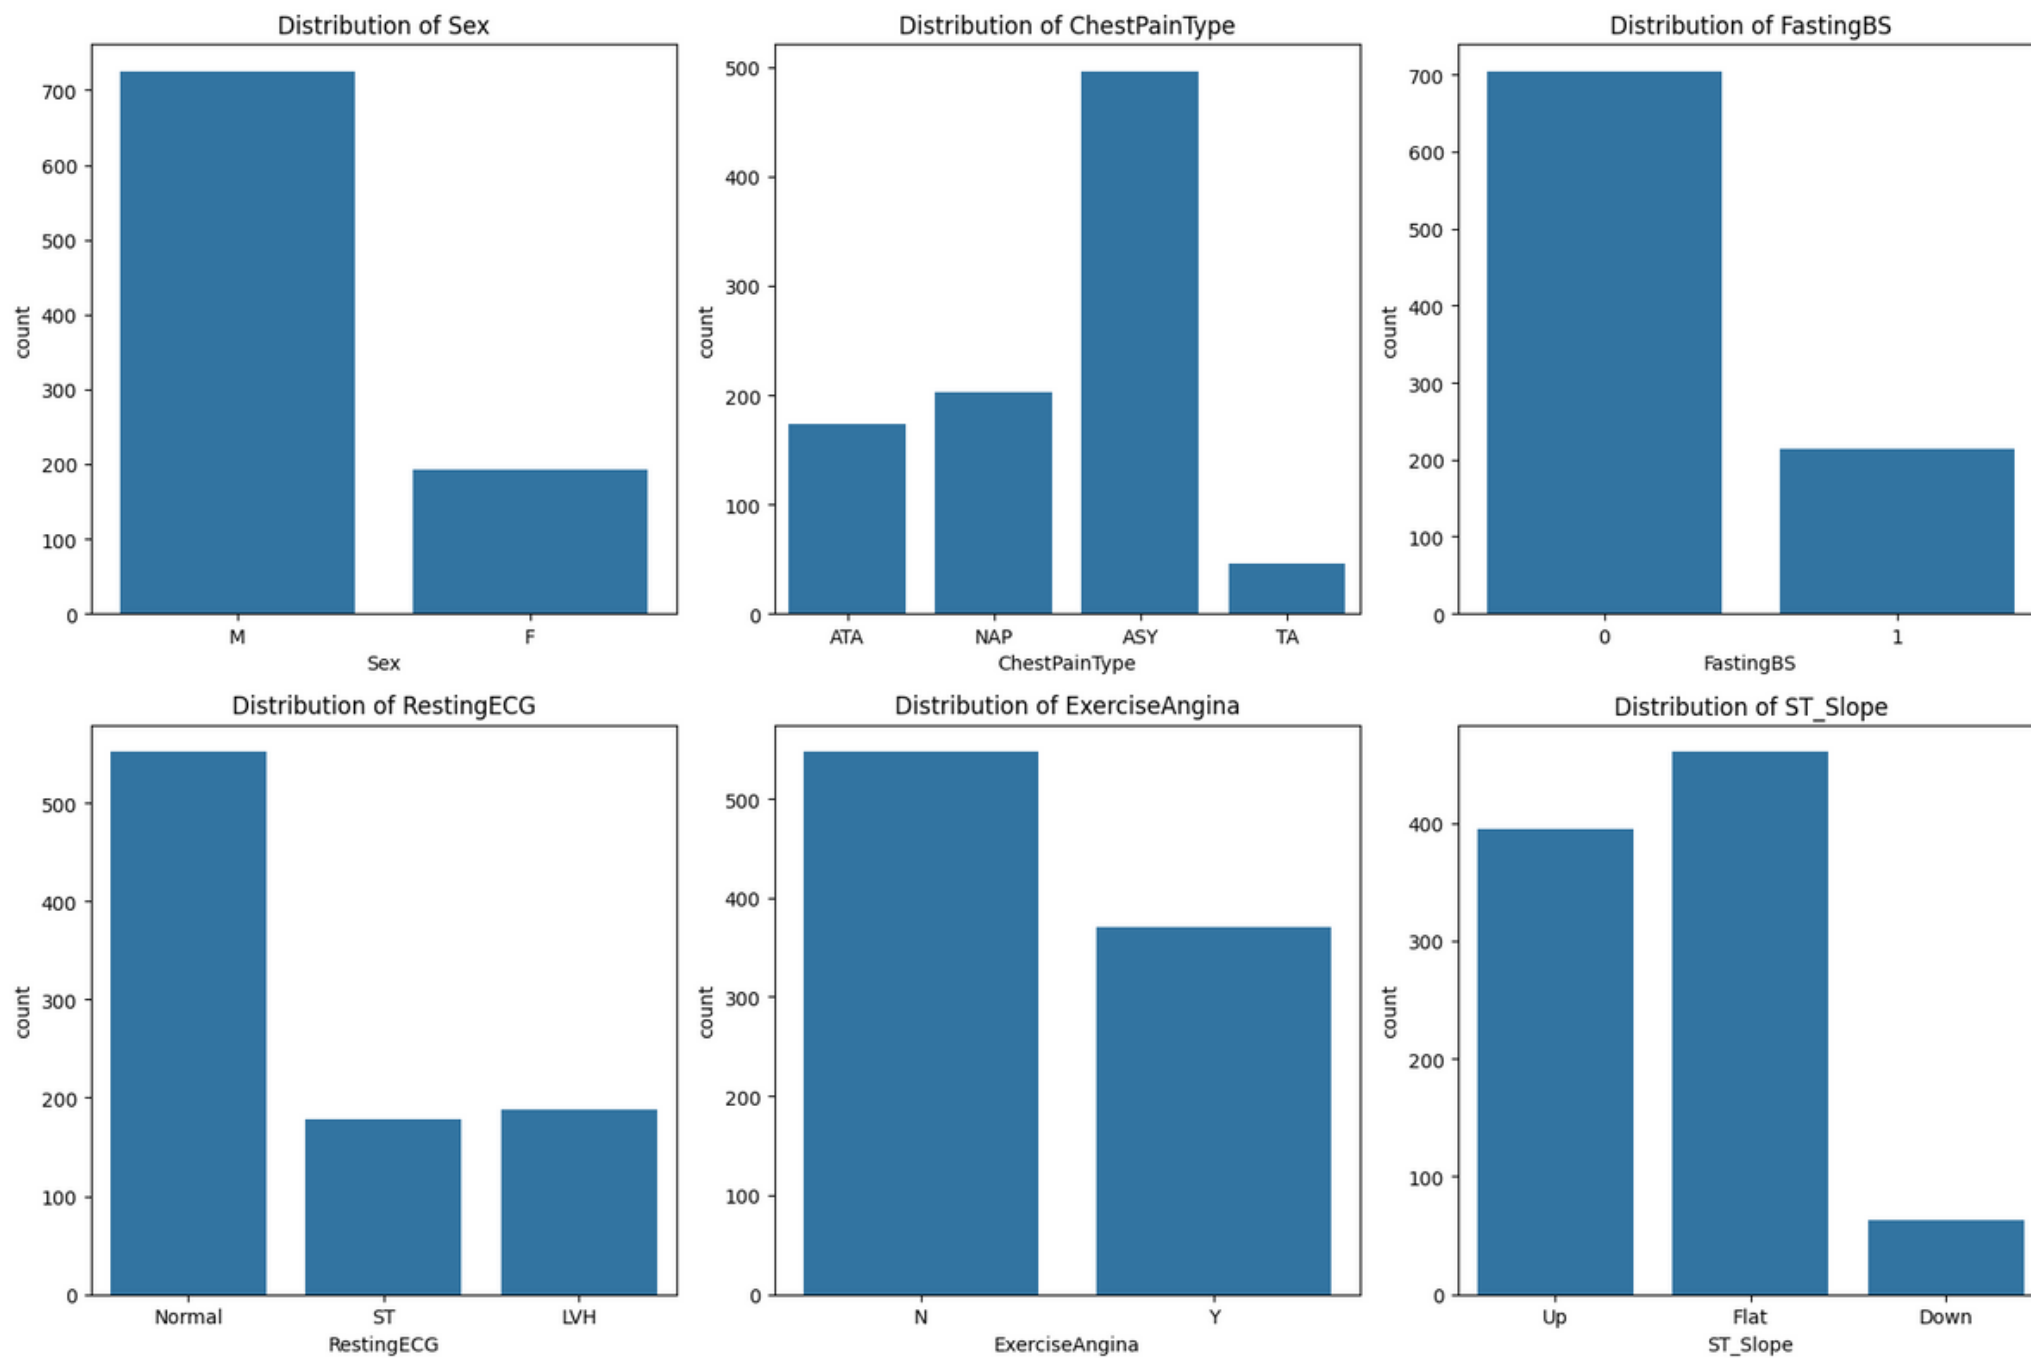 Distribution of Sex
700
600
500
400
300
200
100
0
count
M F
Sex
Distribution of ChestPainType
500
400
300
200
100
0
count
ATA NAP ASY TA
ChestPainType
Distribution of FastingBS
700
600
500
400
300
200
100
0
count
0 1
FastingBS
Distribution of RestingECG
500
400
300
200
100
0
count
Normal ST LVH
RestingECG
Distribution of ExerciseAngina
500
400
300
200
100
0
count
N Y
ExerciseAngina
Distribution of ST_Slope
400
300
200
100
0
count
Up Flat Down
ST_Slope